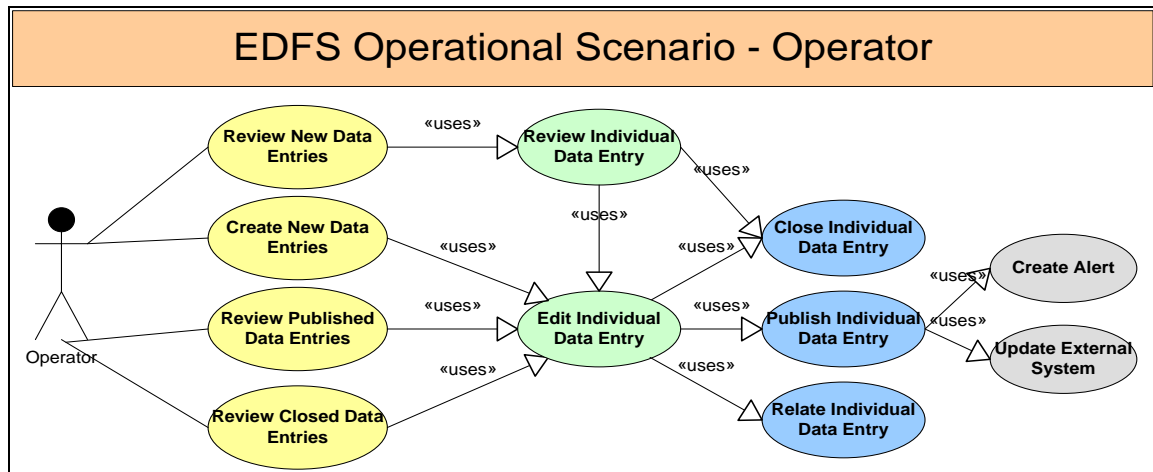 EDFS Operational Scenario - Operator
Review New Data
Entries
«uses»
Review Individual
Data Entry
«uses»
«uses»
Create New Data
Entries
«uses»
«uses»
Close Individual
Data Entry
«uses»
Create Alert
Review Published
Data Entries
«uses»
Edit Individual
Data Entry
«uses»
Publish Individual
Data Entry
«uses»
Update External
System
Operator
«uses»
«uses»
Review Closed Data
Entries
Relate Individual
Data Entry